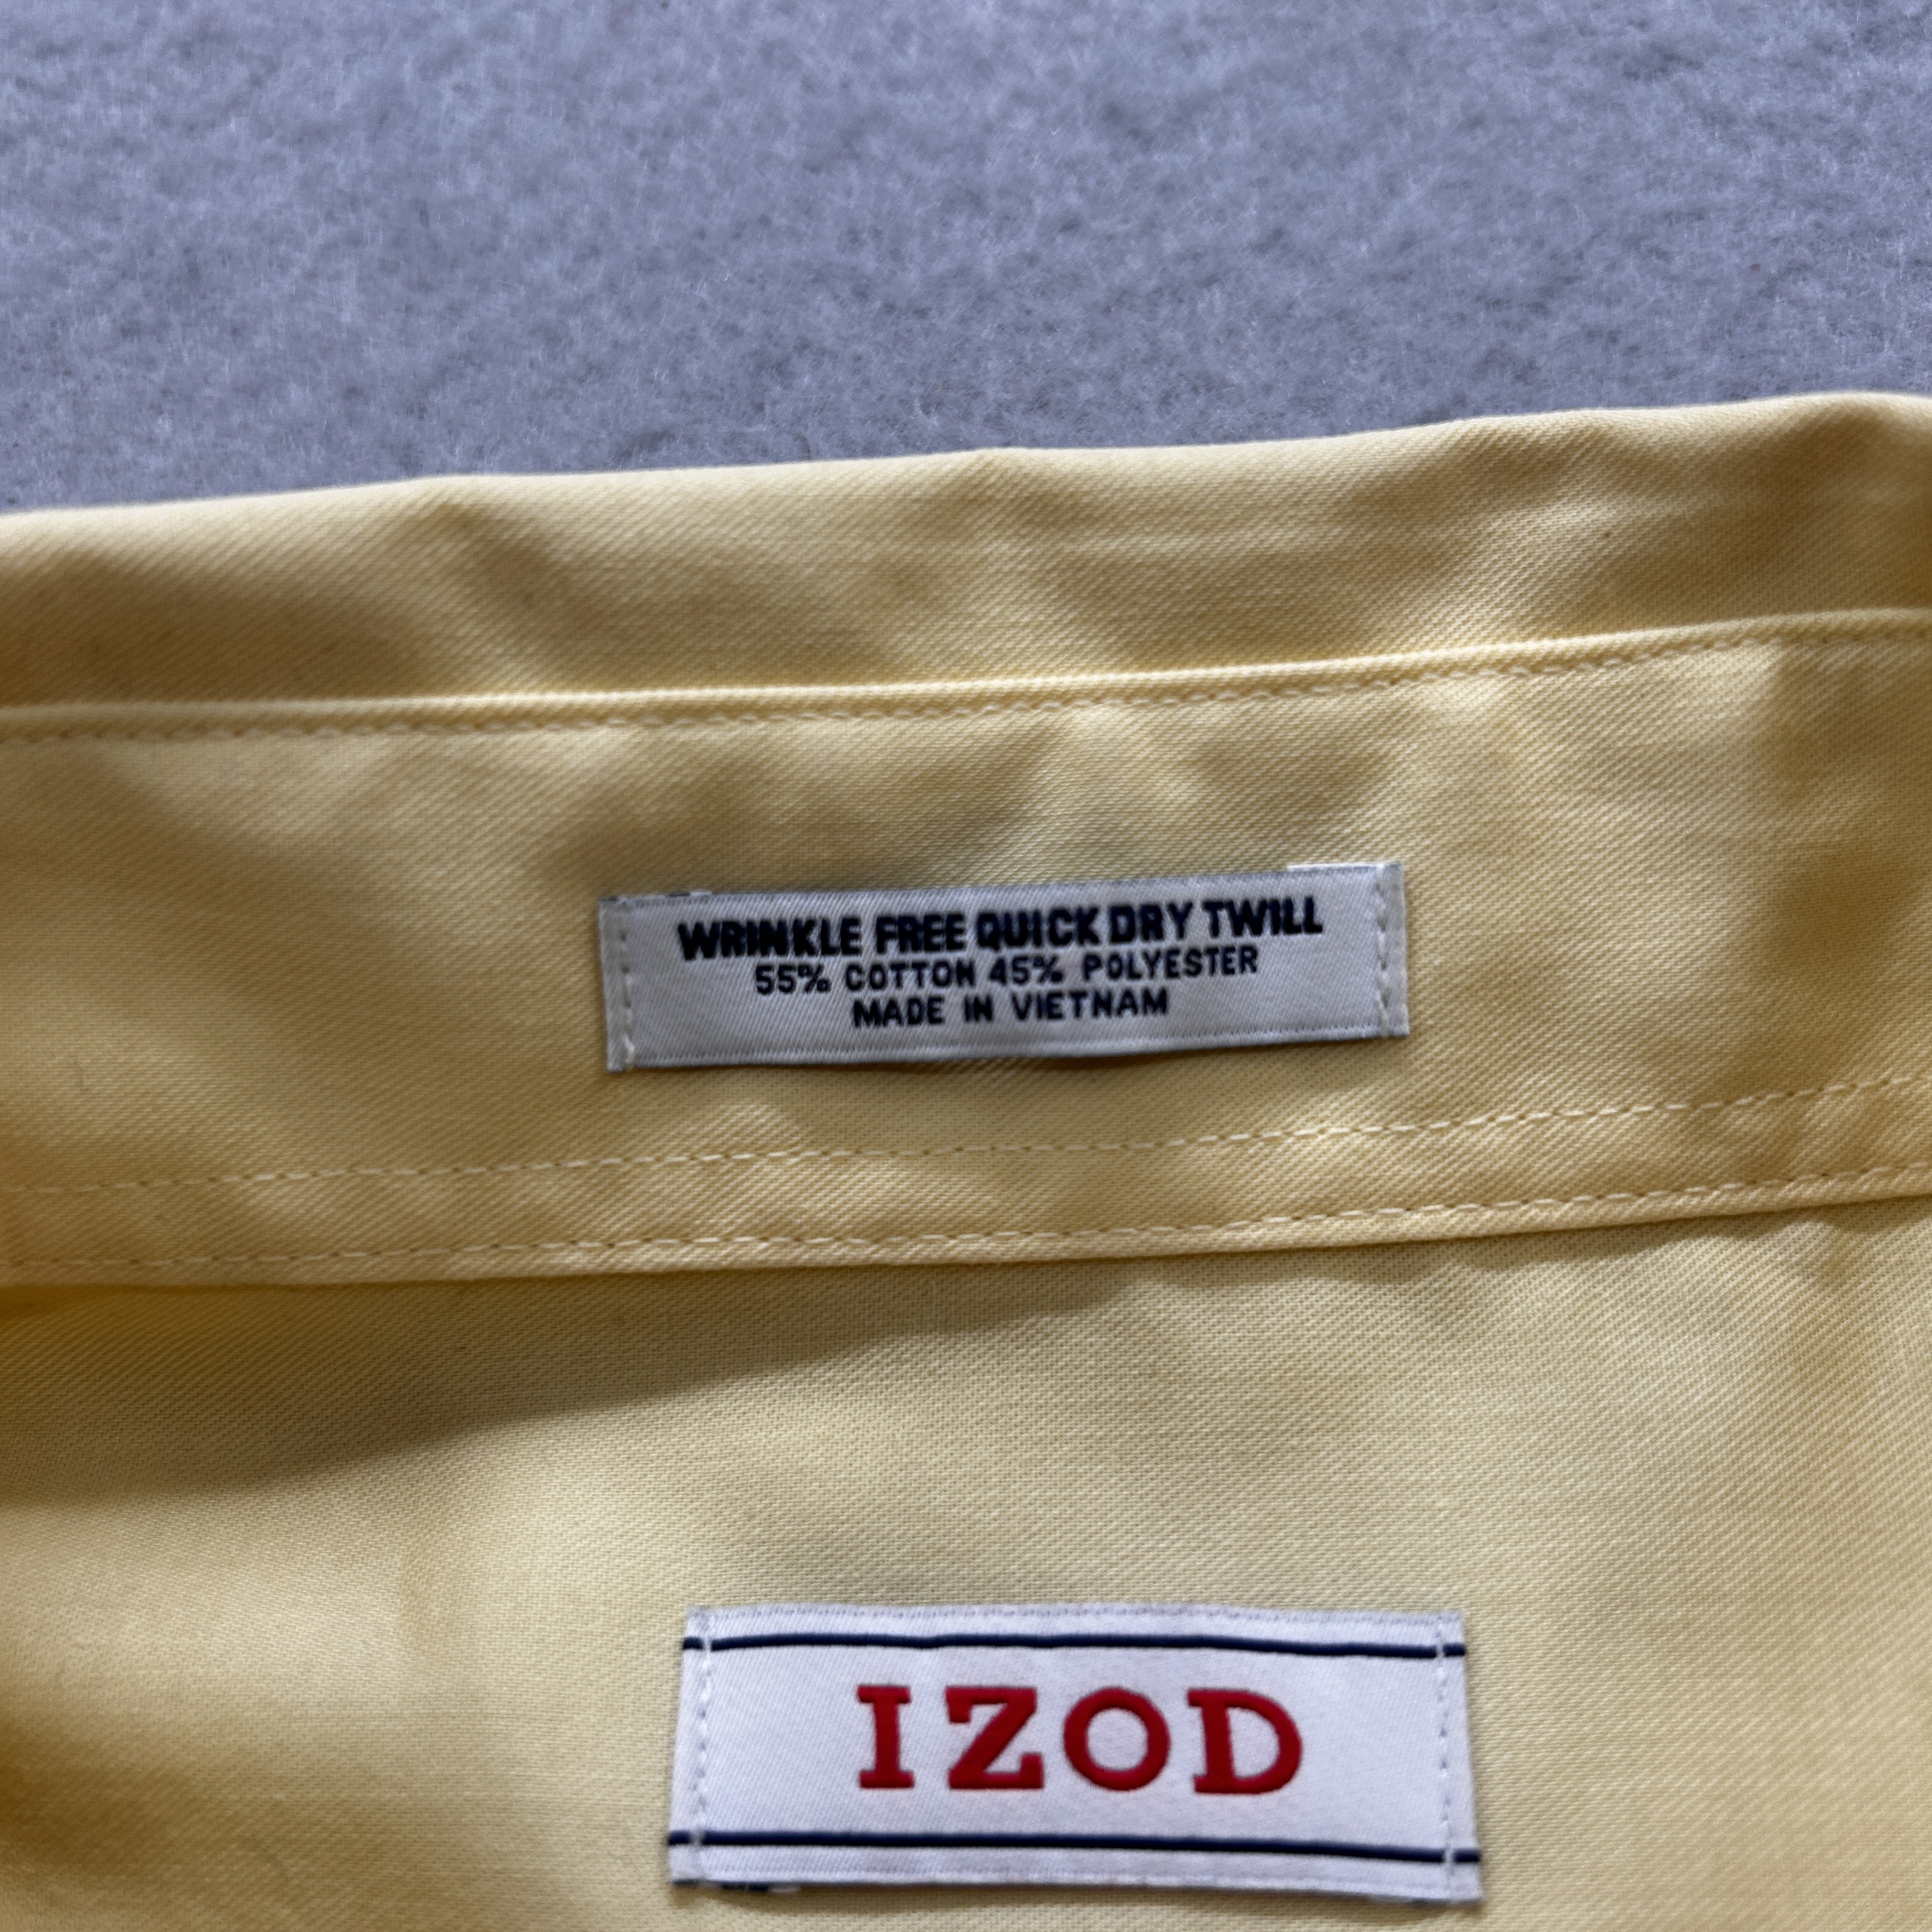 WRINKLE FREE QUICK DRY TWILL
55% COTTON 45% POLYESTER
MADE IN VIETNAM
IZOD